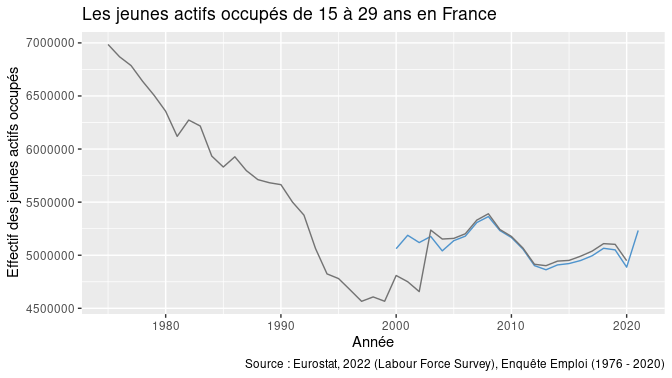 Les jeunes actifs occupés de 15 à 29 ans en France
Effectif des jeunes actifs occupés
7000000
6500000
6000000
5500000
5000000
4500000
1980
1990
2000
2010
2020
Année
Source : Eurostat, 2022 (Labour Force Survey), Enquête Emploi (1976 - 2020)